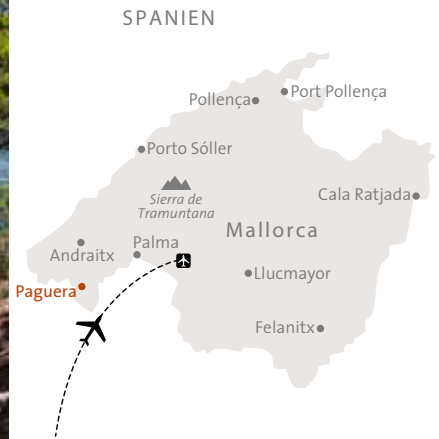 SPANIEN
Port Pollença
Pollença
Porto Sóller
Sierra de
Tramuntana
Cala Ratjada
Mallorca
Palma
Andraitx
Llucmayor
Paguera
Felanitx